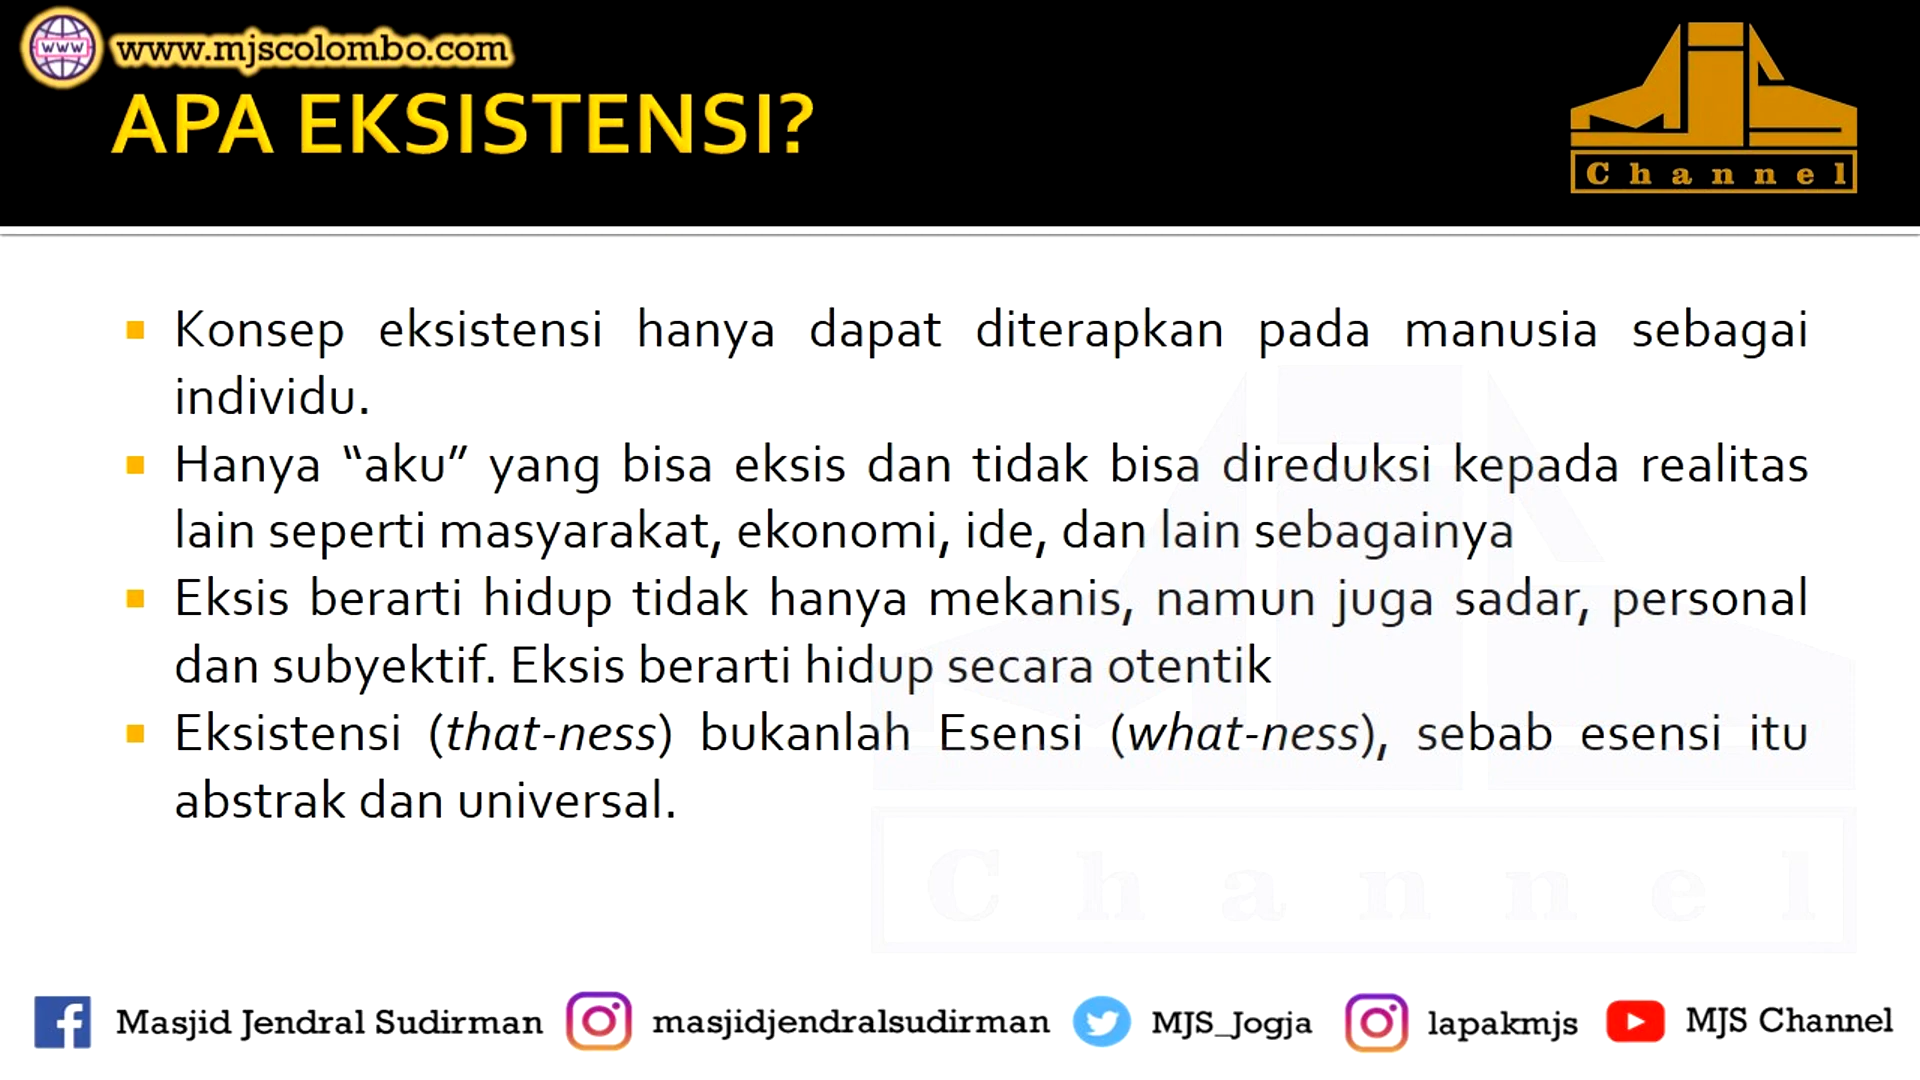 www
www.mjscolombo.com
APA EKSISTENSI?
MJS
Channel
Konsep eksistensi hanya dapat diterapkan pada manusia sebagai
individu.
Hanya “aku” yang bisa eksis dan tidak bisa direduksi kepada realitas
lain seperti masyarakat, ekonomi, ide, dan lain sebagainya
Eksis berarti hidup tidak hanya mekanis, namun juga sadar, personal
dan subyektif. Eksis berarti hidup secara otentik
Eksistensi (that-ness) bukanlah Esensi (what-ness), sebab esensi itu
abstrak dan universal.
Channel
Masjid Jendral Sudirman masjidjendralsudirman MJS_Jogja lapakmjs MJS Channel